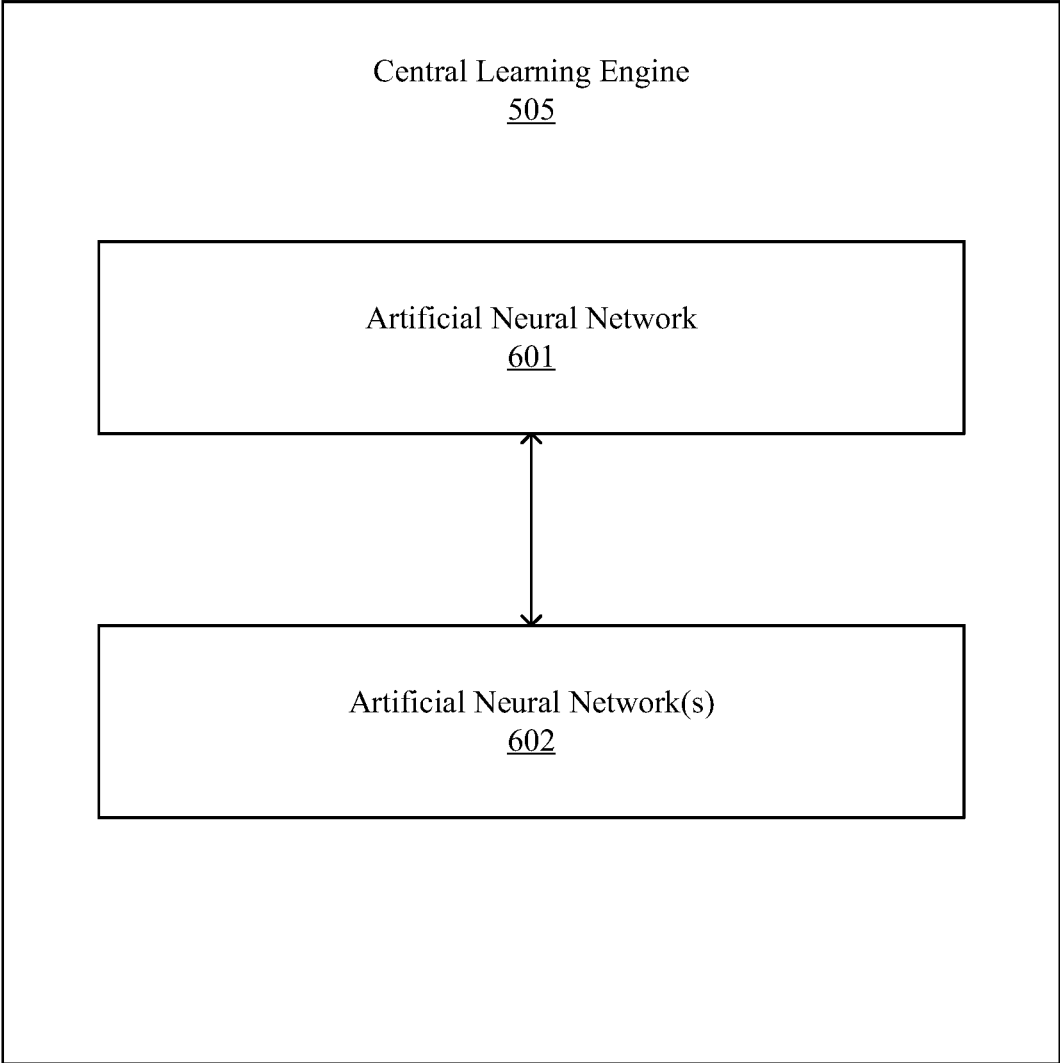 Central Learning Engine
505
Artificial Neural Network
601
Artificial Neural Network(s)
602